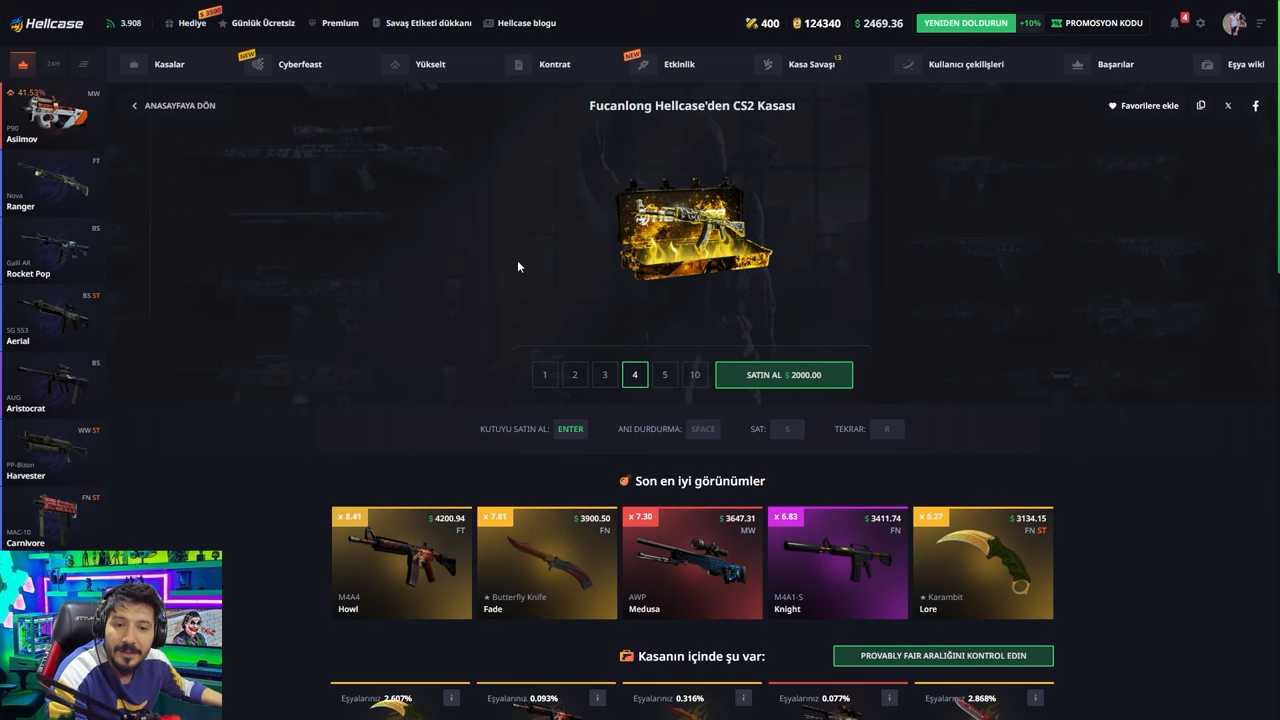 Hellcase
3.908
Hediye
$ 3500
Günlük Ücretsiz
Premium
Savaş Etiketi dükkanı
Hellcase blogu
400
124340
$ 2469.36
YENIDEN DOLDURUN
+10%
PROMOSYON KODU
4
24H
Kasalar
NEW
Cyberfeast
Yükselt
Kontrat
NEW
Etkinlik
Kasa Savaşı
13
Kullanıcı çekilişleri
Başarılar
Eşya wiki
41.53%
MW
P90
Asiimov
FT
Nova
Ranger
BS
Galil AR
Rocket Pop
BS ST
SG 553
Aerial
BS
AUG
Aristocrat
WW ST
PP-Bizon
Harvester
FN ST
MAC-10
Carnivore
ANASAYFAYA DÖN
Fucanlong Hellcase'den CS2 Kasası
Favorilere ekle
1
2
3
4
5
10
SATIN AL $ 2000.00
KUTUYU SATIN AL: ENTER
ANI DURDURMA: SPACE
SAT: S
TEKRAR: R
Son en iyi görünümler
x 8.41
$ 4200.94
FT
M4A4
Howl
x 7.81
$ 3900.50
FN
★ Butterfly Knife
Fade
x 7.30
$ 3647.31
MW
AWP
Medusa
x 6.83
$ 3411.74
FN
M4A1-S
Knight
x 6.27
$ 3134.15
FN ST
★ Karambit
Lore
Kasanın içinde şu var:
PROVABLY FAIR ARALIĞINI KONTROL EDIN
Eşyalarınız 2.607%
Eşyalarınız 0.093%
Eşyalarınız 0.316%
Eşyalarınız 0.077%
Eşyalarınız 2.868%